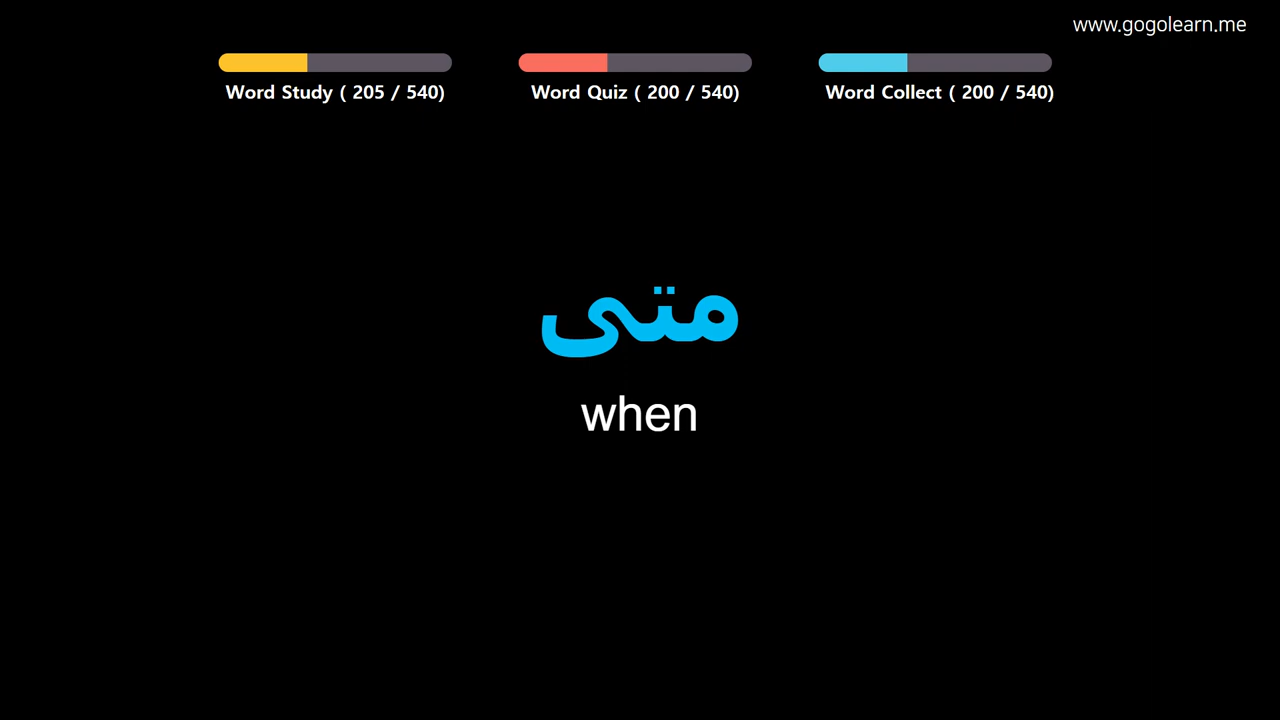 www.gogolearn.me
Word Study ( 205 / 540)
Word Quiz ( 200 / 540)
Word Collect ( 200 / 540)
متى
when